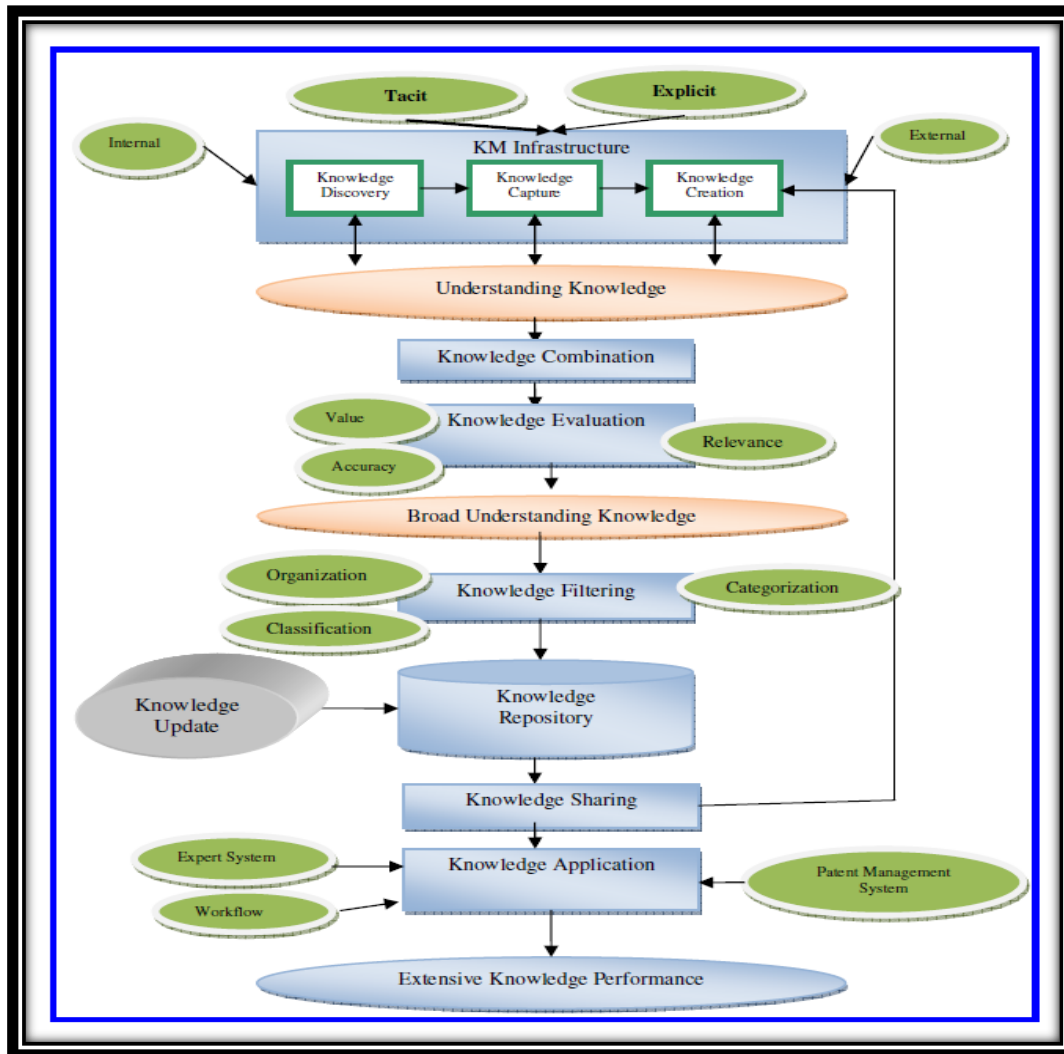 Tacit
Explicit
Internal
External
KM Infrastructure
Knowledge
Discovery
Knowledge
Capture
Knowledge
Creation
Understanding Knowledge
Knowledge Combination
Value
Knowledge Evaluation
Relevance
Accuracy
Broad Understanding Knowledge
Organization
Knowledge Filtering
Categorization
Classification
Knowledge
Update
Knowledge
Repository
Knowledge Sharing
Expert System
Knowledge Application
Patent Management
System
Workflow
Extensive Knowledge Performance